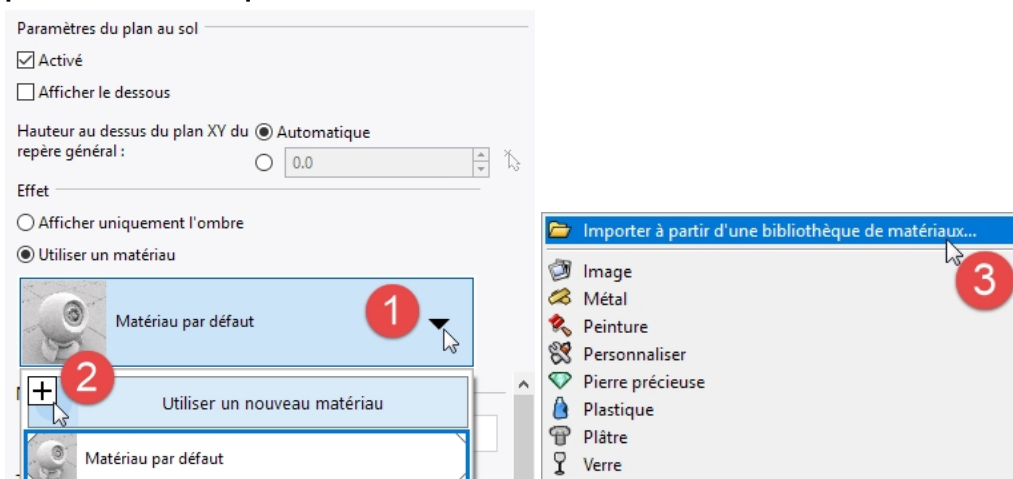 Paramètres du plan au sol
Activé
Afficher le dessous
Hauteur au dessus du plan XY du
repère général :
Automatique
0.0
Effet
Afficher uniquement l'ombre
Utiliser un matériau
Matériau par défaut
1
2
Utiliser un nouveau matériau
Matériau par défaut
Importer à partir d'une bibliothèque de matériaux...
3
Image
Métal
Peinture
Personnaliser
Pierre précieuse
Plastique
Plâtre
Verre